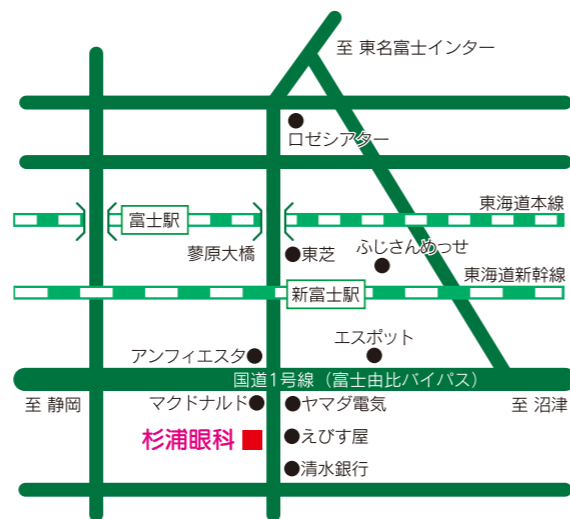 至 東名富士インター
ロゼシアター
東海道本線
富士駅
蓼原大橋
東芝
ふじさんめっせ
東海道新幹線
新富士駅
エスポット
アンフィエスタ
国道1号線（富士由比バイパス）
至 静岡
マクドナルド
ヤマダ電気
至 沼津
杉浦眼科
えびす屋
清水銀行